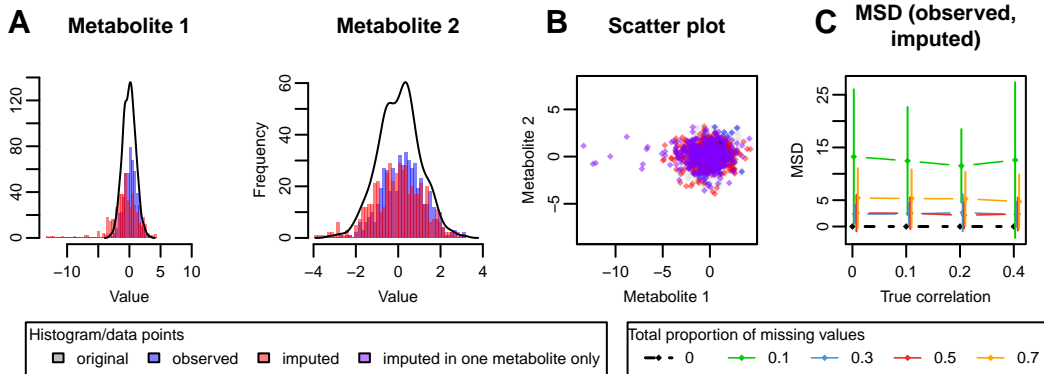 A
Metabolite 1
Metabolite 2
B
Scatter plot
C
MSD (observed, imputed)
0 40 80 120
−10 0 5 10
Value
Frequency
0 20 40 60
−4 −2 0 2 4
Value
Metabolite 2
−5 0 5
−10 −5 0
Metabolite 1
MSD
0 5 15 25
0 0.1 0.2 0.4
True correlation
Histogram/data points
original observed imputed imputed in one metabolite only
Total proportion of missing values
0 0.1 0.3 0.5 0.7